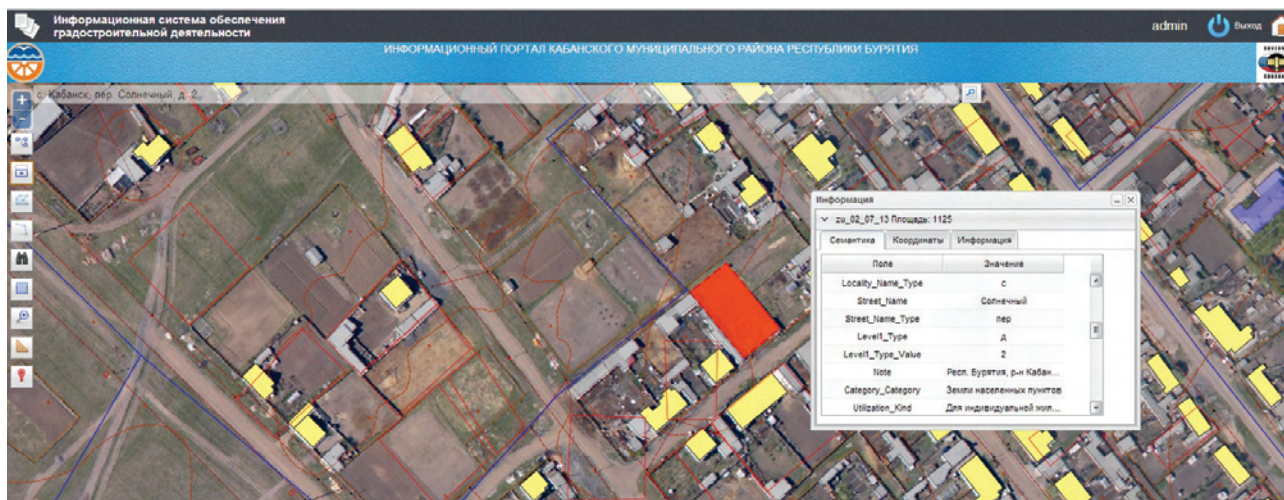 Информационная система обеспечения
градостроительной деятельности
admin
Выход
ИНФОРМАЦИОННЫЙ ПОРТАЛ КАБАНСКОГО МУНИЦИПАЛЬНОГО РАЙОНА РЕСПУБЛИКИ БУРЯТИЯ
с. Кабанск, пер. Солнечный, д. 2
Информация
zu_02_07_13 Площадь: 1125
Семантика Координаты Информация
Поле Значение
Locality_Name_Type с
Street_Name Солнечный
Street_Name_Type пер
Level1_Type д
Level1_Type_Value 2
Note Респ. Бурятия, р-н Кабан...
Category_Category Земли населенных пунктов
Utilization_Kind Для индивидуальной жил...